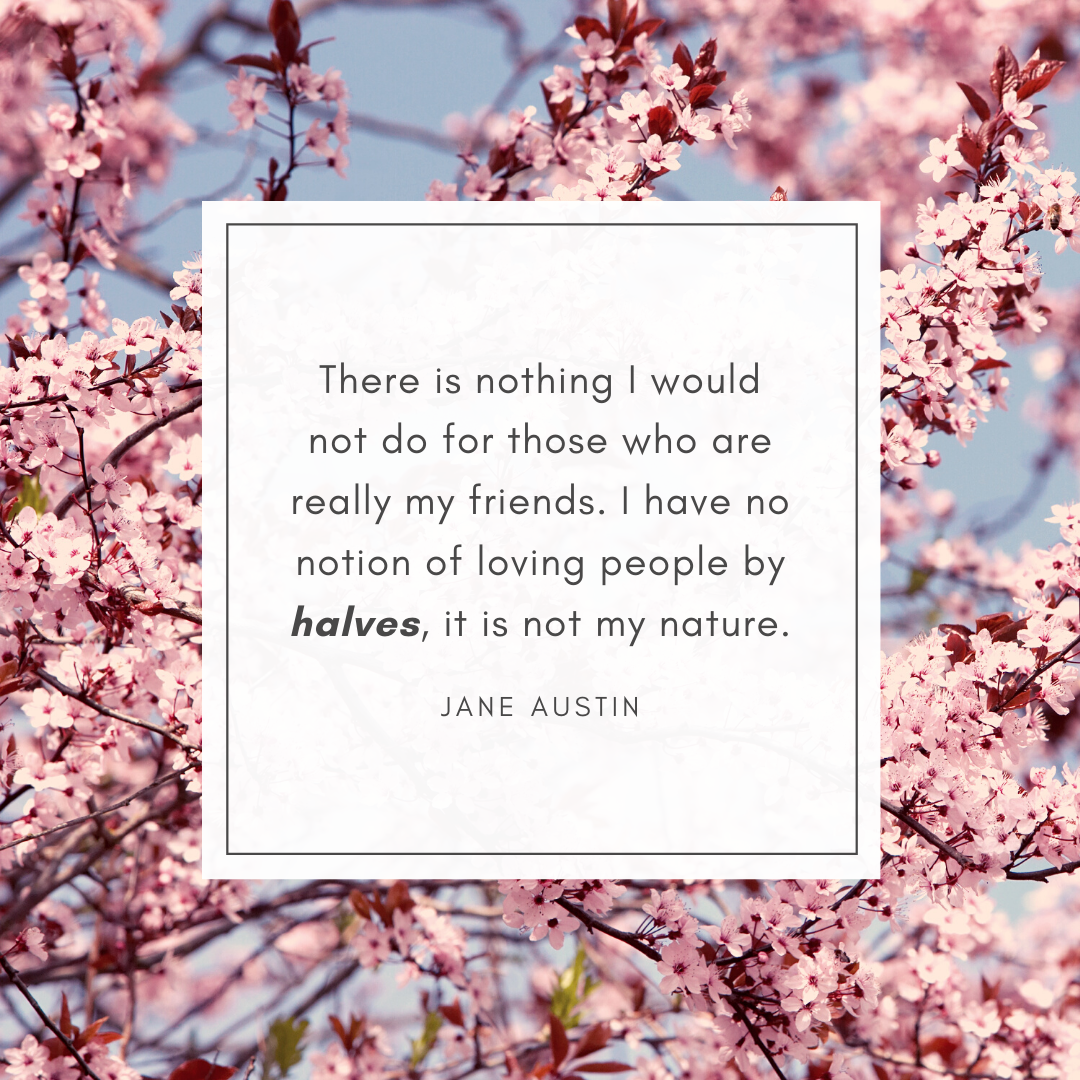 There is nothing I would
not do for those who are
really my friends. I have no
notion of loving people by
halves, it is not my nature.
JANE AUSTIN